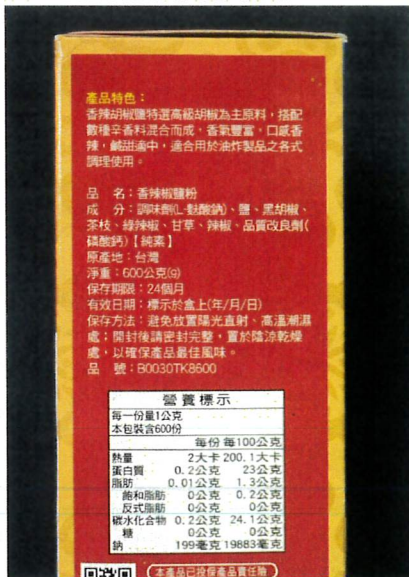 產品特色：
香辣胡椒鹽特選高級胡椒為主原料，搭配
數種辛香料混合而成，香氣豐富，口感香
辣，鹹甜適中，適合用於油炸製品之各式
調理使用。
品　名：香辣椒鹽粉
成　分：調味劑(L-麩酸鈉)、鹽、黑胡椒、
茶枝、綠辣椒、甘草、辣椒、品質改良劑(
磷酸鈣)【純素】
原產地：台灣
淨重：600公克(g)
保存期限：24個月
有效日期：標示於盒上(年/月/日)
保存方法：避免放置陽光直射、高溫潮濕
處；開封後請密封完整，置於陰涼乾燥
處，以確保產品最佳風味。
品　號：B0030TK8600
營養標示
每一份量1公克
本包裝含600份
每份 每100公克
熱量 2大卡 200.1大卡
蛋白質 0.2公克 23公克
脂肪 0.01公克 1.3公克
飽和脂肪 0公克 0.2公克
反式脂肪 0公克 0公克
碳水化合物 0.2公克 24.1公克
糖 0公克 0公克
鈉 199毫克 19883毫克
本產品已投保產品責任險